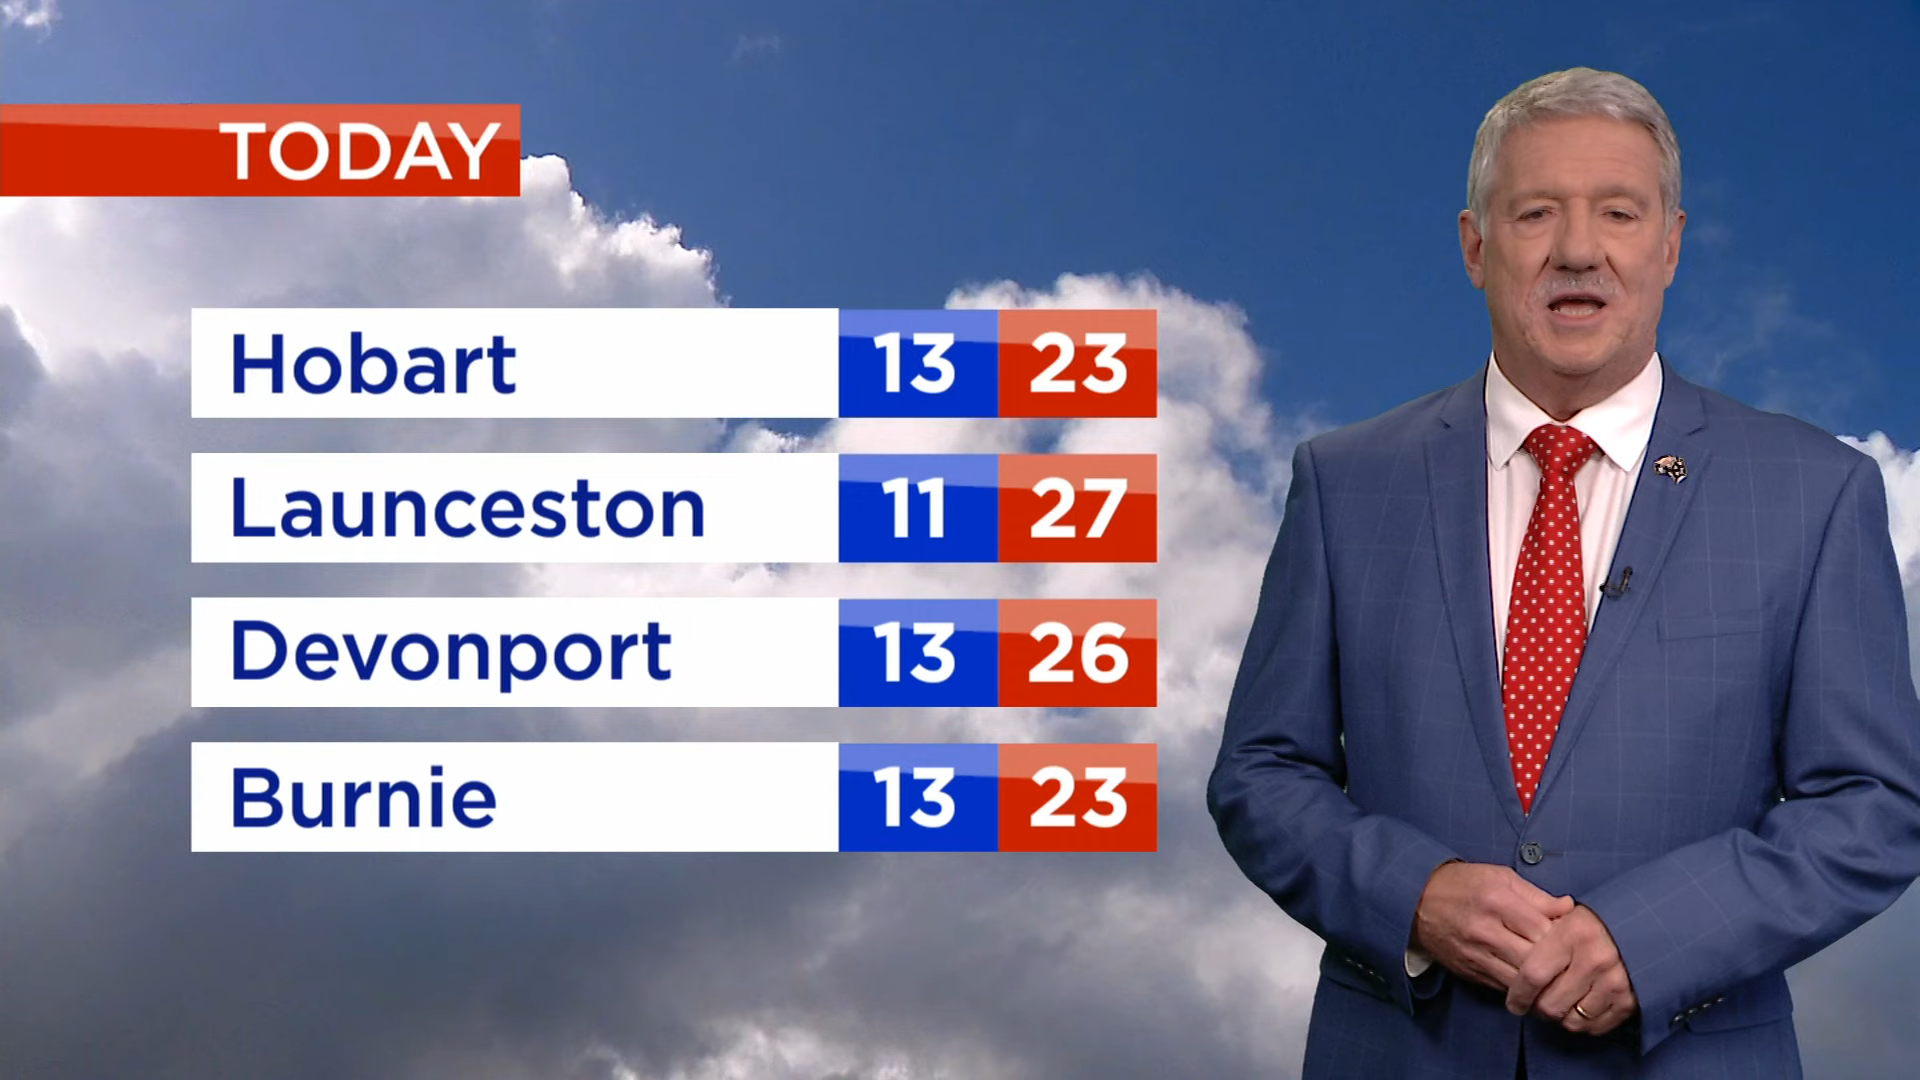 TODAY
Hobart 13 23
Launceston 11 27
Devonport 13 26
Burnie 13 23